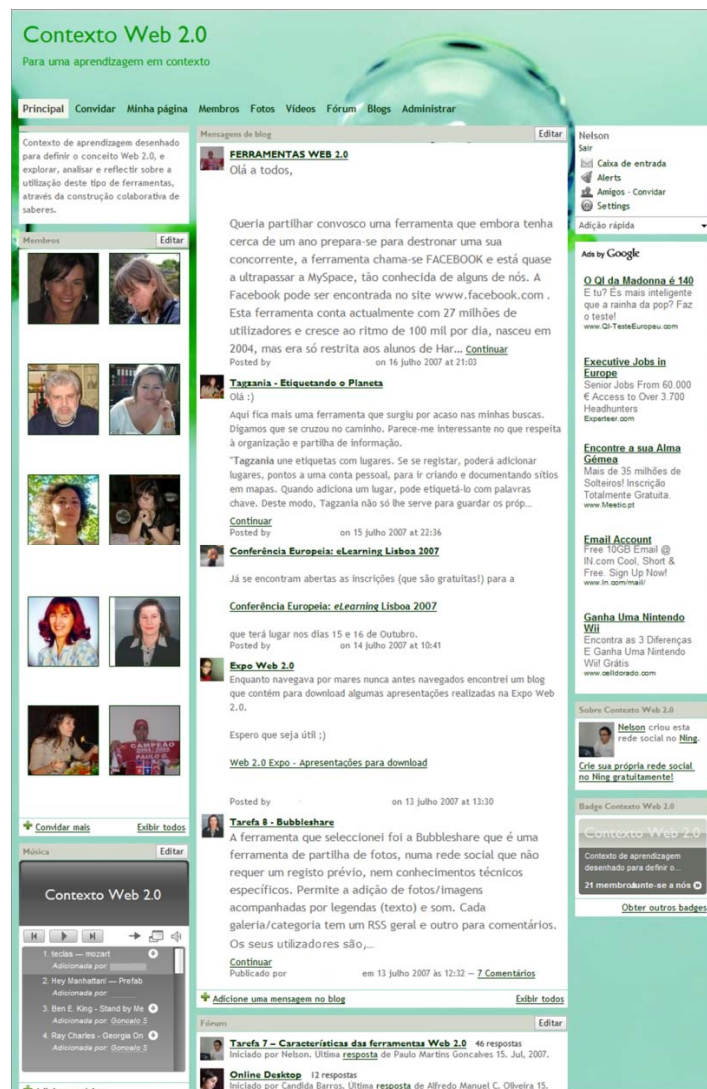 Contexto Web 2.0
Para uma aprendizagem em contexto
Principal Convidar Minha página Membros Fotos Vídeos Fórum Blogs Administrar
Contexto de aprendizagem desenhado
para definir o conceito Web 2.0, e
explorar, analisar e reflectir sobre a
utilização deste tipo de ferramentas,
através da construção colaborativa de
saberes.
Membros Editar
Convidar mais Exibir todos
Música Editar
Contexto Web 2.0
1. teclas — mozart
Adicionada por:
2. Hey Manhattan! — Prefab
Adicionada por:
3. Ben E. King - Stand by Me
Adicionada por: Goncalo S
4. Ray Charles - Georgia On
Adicionada por: Goncalo S
Mensagens de blog Editar
FERRAMENTAS WEB 2.0
Olá a todos,
Queria partilhar convosco uma ferramenta que embora tenha
cerca de um ano prepara-se para destronar uma sua
concorrente, a ferramenta chama-se FACEBOOK e está quase
a ultrapassar a MySpace, tão conhecida de alguns de nós. A
Facebook pode ser encontrada no site www.facebook.com .
Esta ferramenta conta actualmente com 27 milhões de
utilizadores e cresce ao ritmo de 100 mil por dia, nasceu em
2004, mas era só restrita aos alunos de Har... Continuar
Posted by on 16 julho 2007 at 21:03
Tagzania - Etiquetando o Planeta
Olá :)
Aqui fica mais uma ferramenta que surgiu por acaso nas minhas buscas.
Digamos que se cruzou no caminho. Parece-me interessante no que respeita
à organização e partilha de informação.
"Tagzania une etiquetas com lugares. Se se registar, poderá adicionar
lugares, pontos a uma conta pessoal, para ir criando e documentando sítios
em mapas. Quando adiciona um lugar, pode etiquetá-lo com palavras
chave. Deste modo, Tagzania não só lhe serve para guardar os próp...
Continuar
Posted by on 15 julho 2007 at 22:36
Conferência Europeia: eLearning Lisboa 2007
Já se encontram abertas as inscrições (que são gratuitas!) para a
Conferência Europeia: eLearning Lisboa 2007
que terá lugar nos dias 15 e 16 de Outubro.
Posted by on 14 julho 2007 at 10:41
Expo Web 2.0
Enquanto navegava por mares nunca antes navegados encontrei um blog
que contém para download algumas apresentações realizadas na Expo Web
2.0.
Espero que seja útil ;)
Web 2.0 Expo - Apresentações para download
Posted by on 13 julho 2007 at 13:30
Tarefa 8 - Bubbleshare
A ferramenta que seleccionei foi a Bubbleshare que é uma
ferramenta de partilha de fotos, numa rede social que não
requer um registo prévio, nem conhecimentos técnicos
específicos. Permite a adição de fotos/imagens
acompanhadas por legendas (texto) e som. Cada
galeria/categoria tem um RSS geral e outro para comentários.
Os seus utilizadores são,...
Continuar
Publicado por em 13 julho 2007 às 12:32 — 7 Comentários
Adicione uma mensagem no blog Exibir todos
Fórum Editar
Tarefa 7 – Características das ferramentas Web 2.0 46 respostas
Iniciado por Nelson. Última resposta de Paulo Martins Goncalves 15. Jul, 2007.
Online Desktop 12 respostas
Iniciado por Candida Barros. Última resposta de Alfredo Manuel C. Oliveira 15.
Nelson
Sair
Caixa de entrada
Alerts
Amigos - Convidar
Settings
Adição rápida
Ads by Google
O QI da Madonna é 140
E tu? És mais inteligente
que a rainha da pop? Faz
o teste!
www.QI-TesteEuropeu.com
Executive Jobs in
Europe
Senior Jobs From 60.000
€ Access to Over 3.700
Headhunters
Experteer.com
Encontre a sua Alma
Gémea
Mais de 35 milhões de
Solteiros! Inscrição
Totalmente Gratuita.
www.Meetic.pt
Email Account
Free 10GB Email @
IN.com Cool, Short &
Free. Sign Up Now!
www.In.com/mail/
Ganha Uma Nintendo
Wii
Encontra as 3 Diferenças
E Ganha Uma Nintendo
Wii! Grátis
www.celldorado.com
Sobre Contexto Web 2.0
Nelson criou esta
rede social no Ning.
Crie sua própria rede social
no Ning gratuitamente!
Badge Contexto Web 2.0
Contexto Web 2.0
Contexto de aprendizagem
desenhado para definir o...
21 membros Junte-se a nós
Obter outros badges